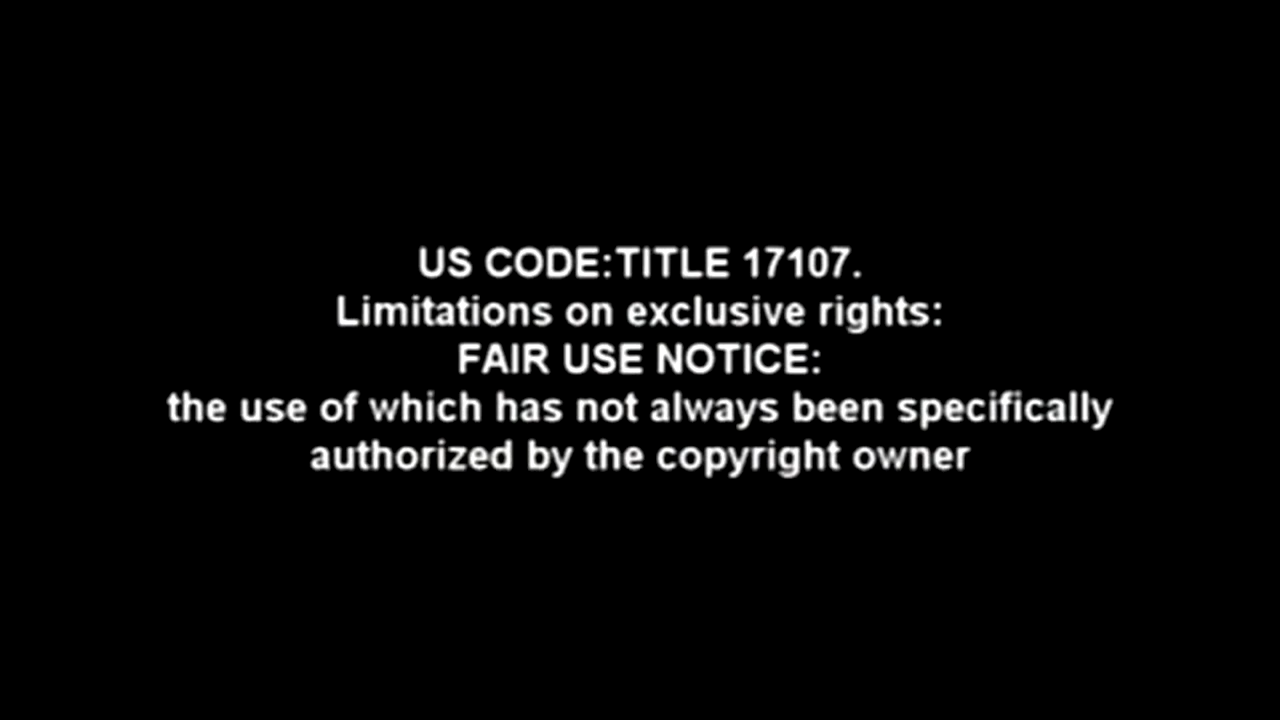 US CODE:TITLE 17107.
Limitations on exclusive rights:
FAIR USE NOTICE:
the use of which has not always been specifically
authorized by the copyright owner